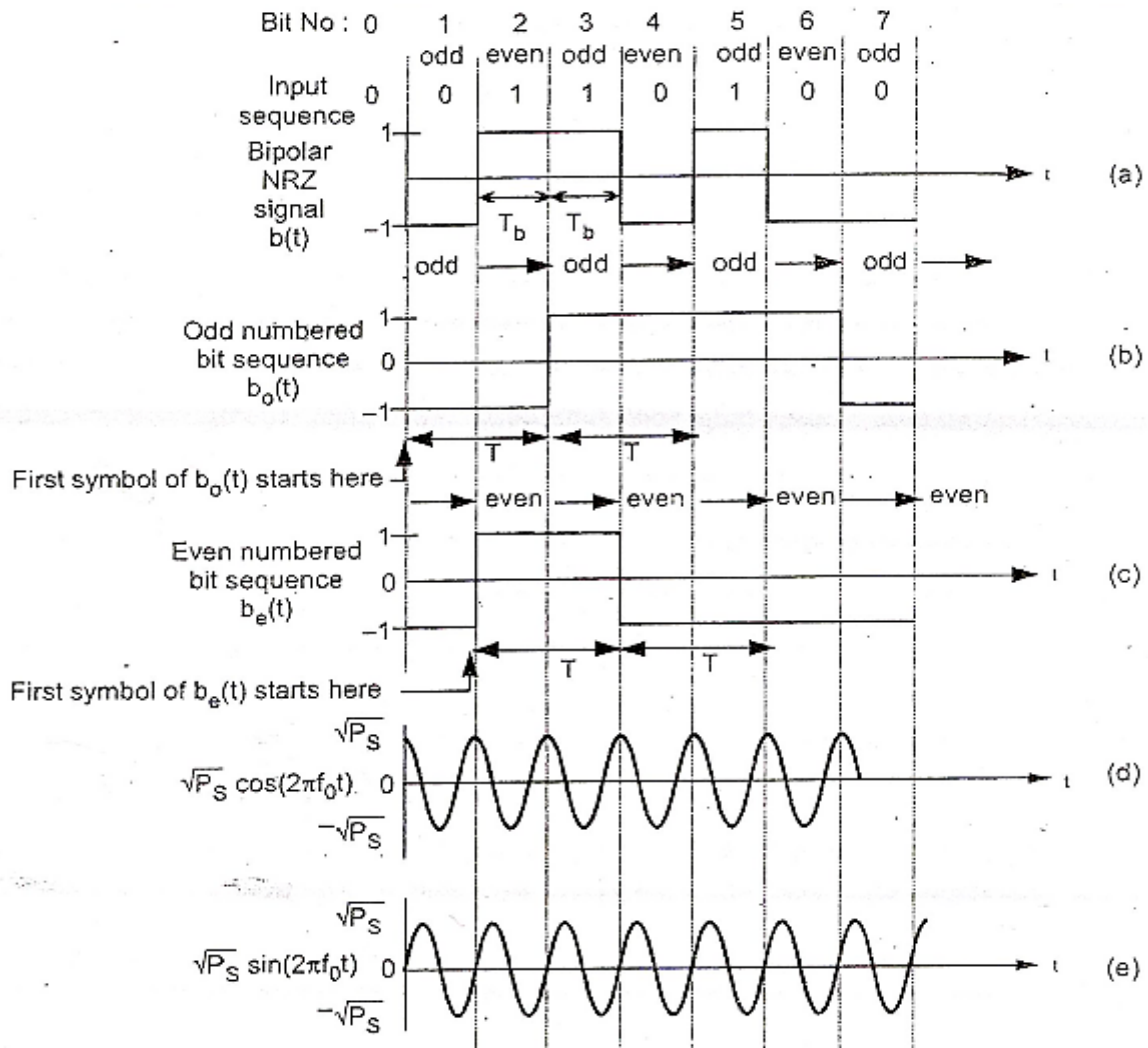 Bit No : 0 1 2 3 4 5 6 7
odd even odd even odd even odd
Input sequence 0 0 1 1 0 1 0 0
1
Bipolar
NRZ
signal
b(t)
–1
t (a)
T_b T_b
odd odd odd odd
1
Odd numbered
bit sequence
b_o(t)
0
–1
t (b)
T T
First symbol of b_o(t) starts here
even even even even
1
Even numbered
bit sequence
b_e(t)
0
–1
t (c)
T T
First symbol of b_e(t) starts here
√P_S
√P_S cos(2πf_0t) 0 t (d)
–√P_S
√P_S
√P_S sin(2πf_0t) 0 t (e)
–√P_S